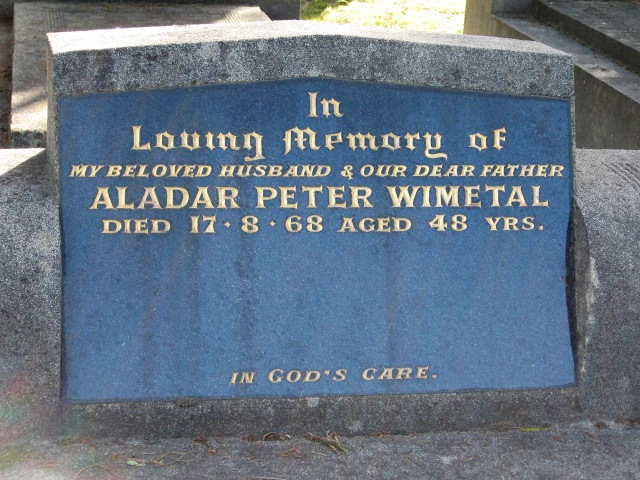 In
Loving Memory of
MY BELOVED HUSBAND & OUR DEAR FATHER
ALADAR PETER WIMETAL
DIED 17·8·68 AGED 48 YRS.
IN GOD'S CARE.